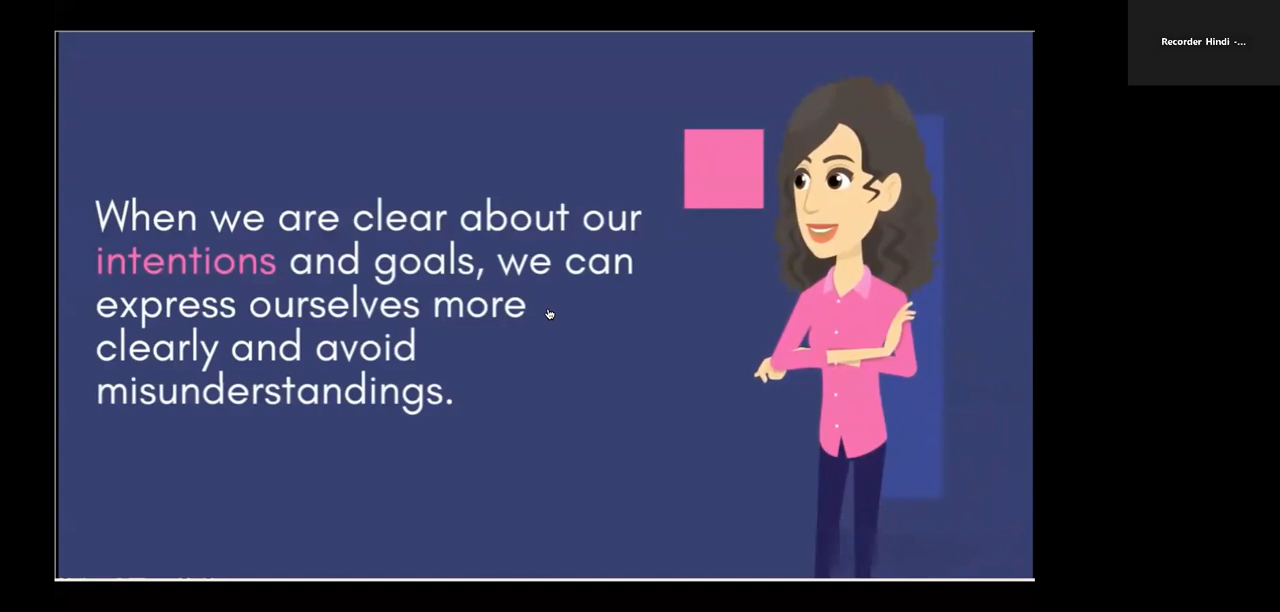 Recorder Hindi -...
When we are clear about our
intentions and goals, we can
express ourselves more
clearly and avoid
misunderstandings.